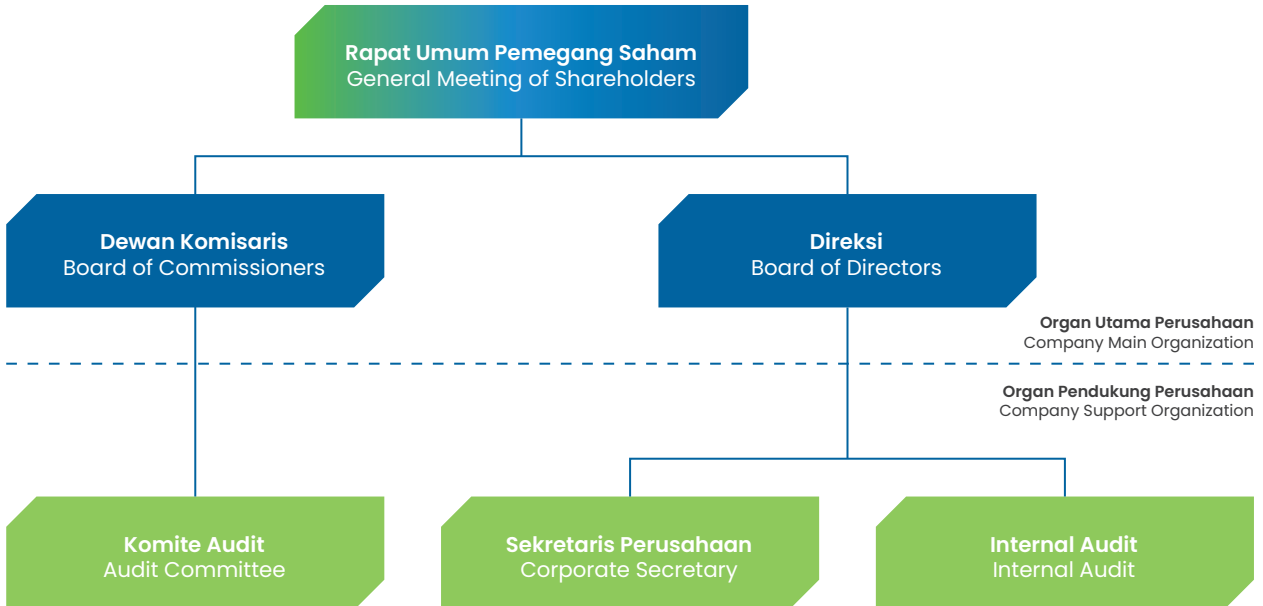 Rapat Umum Pemegang Saham
General Meeting of Shareholders
Dewan Komisaris
Board of Commissioners
Direksi
Board of Directors
Organ Utama Perusahaan
Company Main Organization
Organ Pendukung Perusahaan
Company Support Organization
Komite Audit
Audit Committee
Sekretaris Perusahaan
Corporate Secretary
Internal Audit
Internal Audit